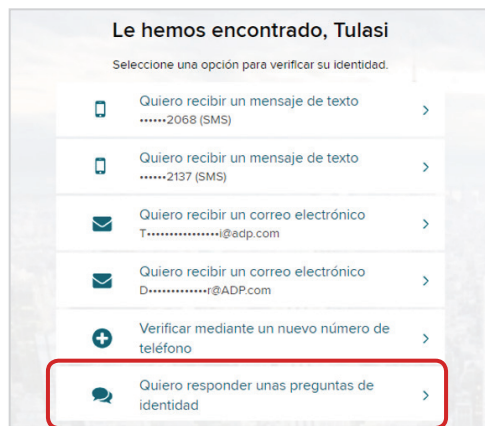 Le hemos encontrado, Tulasi
Seleccione una opción para verificar su identidad.
Quiero recibir un mensaje de texto
••••••2068 (SMS)
Quiero recibir un mensaje de texto
••••••2137 (SMS)
Quiero recibir un correo electrónico
T••••••••••••••••i@adp.com
Quiero recibir un correo electrónico
D•••••••••••••r@ADP.com
Verificar mediante un nuevo número de
teléfono
Quiero responder unas preguntas de
identidad